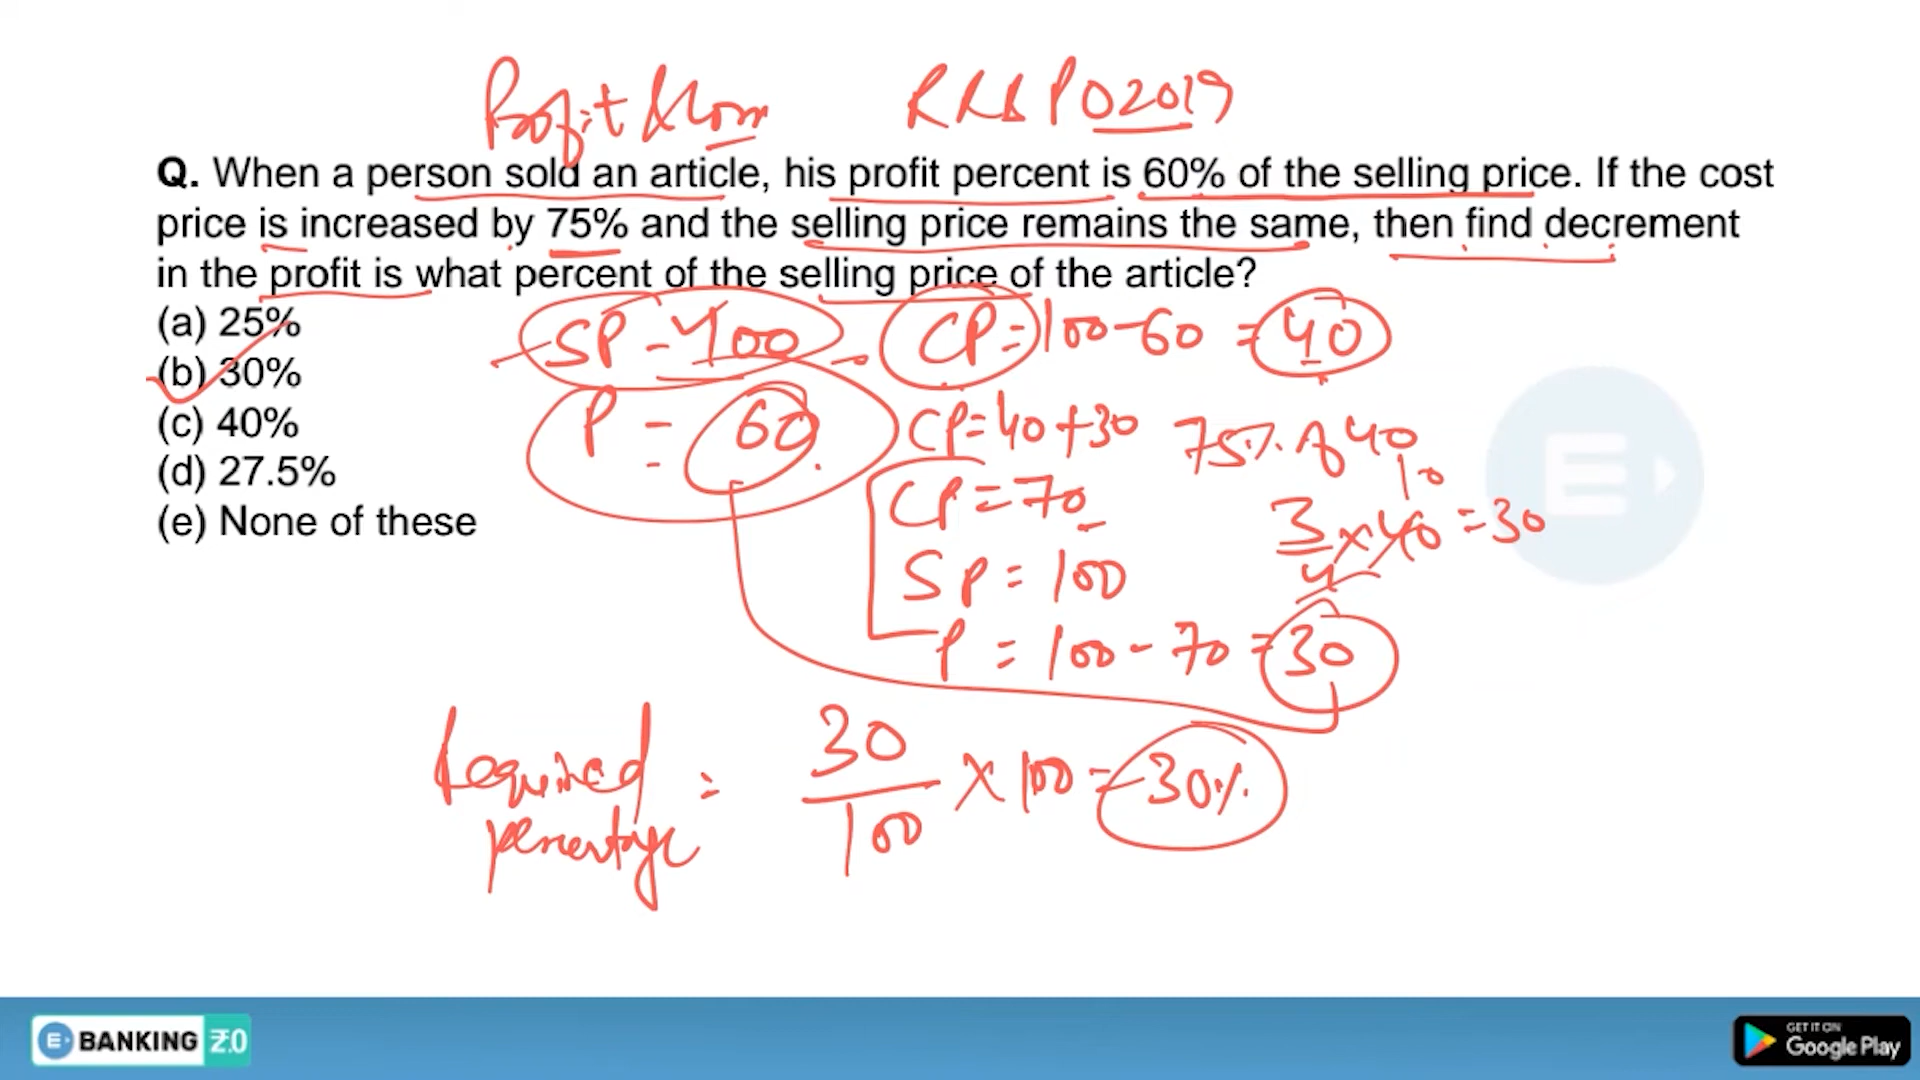 Profit & Loss RRB PO 2019
Q. When a person sold an article, his profit percent is 60% of the selling price. If the cost
price is increased by 75% and the selling price remains the same, then find decrement
in the profit is what percent of the selling price of the article?
(a) 25%
(b) 30%
(c) 40%
(d) 27.5%
(e) None of these
SP = 100 CP = 100 - 60 = 40
P = 60 CP = 40 + 30 75% of 40
CP = 70 3/4 x 40 = 30
10
SP = 100
P = 100 - 70 = 30
Required percentage = 30/100 x 100 = 30%
E BANKING 2.0
GET IT ON
Google Play